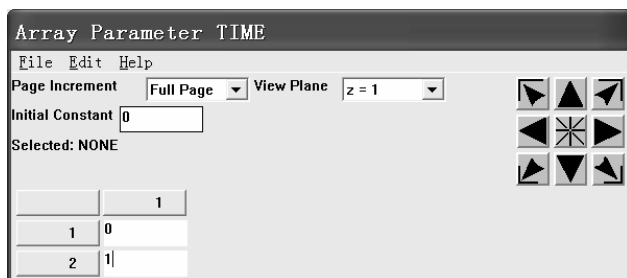 Array Parameter TIME
File Edit Help
Page Increment Full Page View Plane z = 1
Initial Constant 0
Selected: NONE
1
1 0
2 1